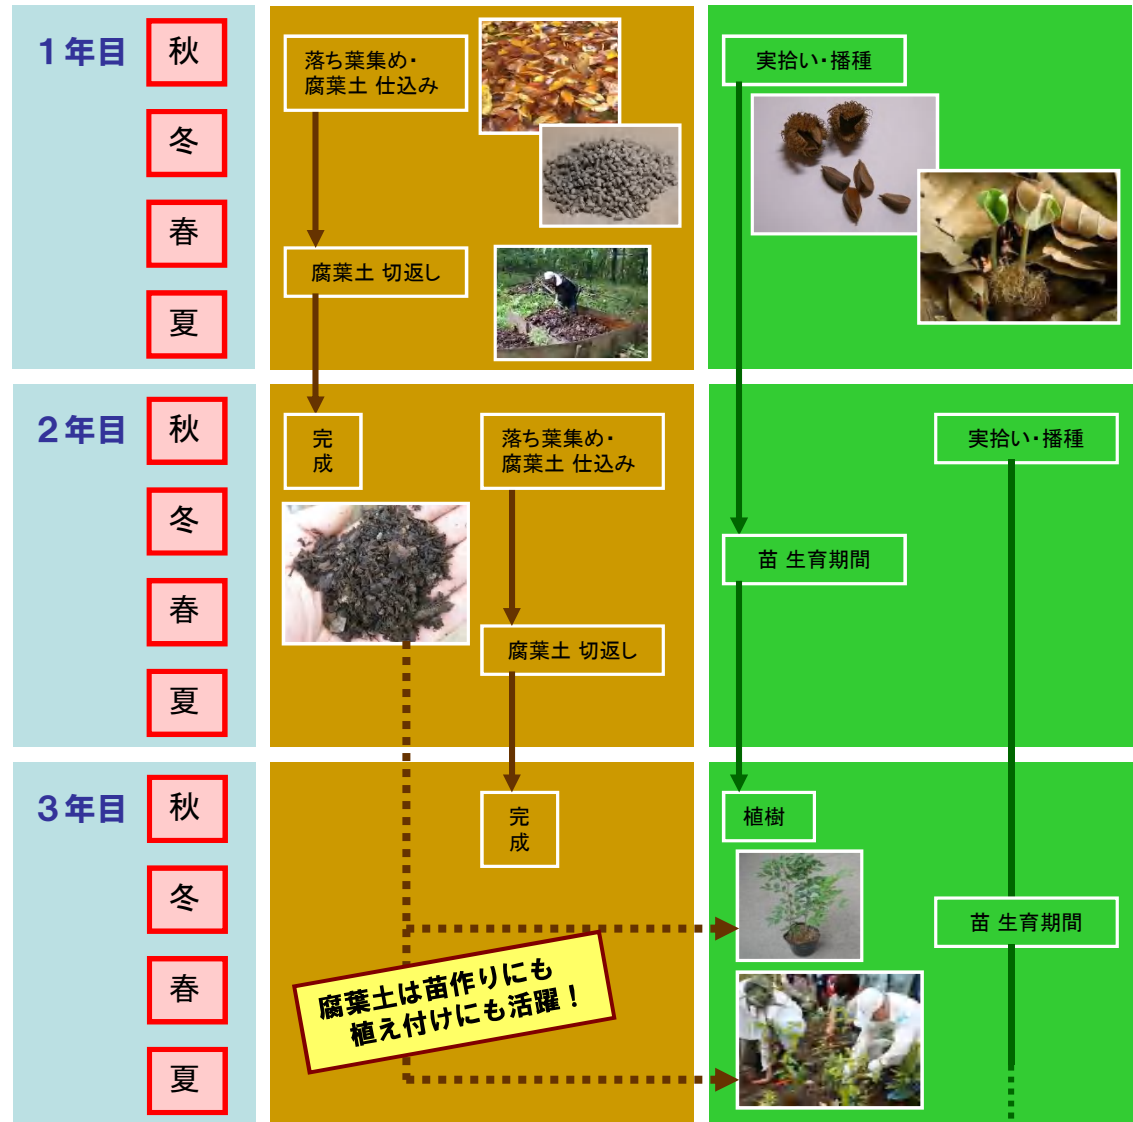 1年目
秋
冬
春
夏
落ち葉集め・
腐葉土 仕込み
腐葉土 切返し
実拾い・播種
2年目
秋
冬
春
夏
完
成
落ち葉集め・
腐葉土 仕込み
腐葉土 切返し
苗 生育期間
実拾い・播種
3年目
秋
冬
春
夏
完
成
腐葉土は苗作りにも
植え付けにも活躍！
植樹
苗 生育期間